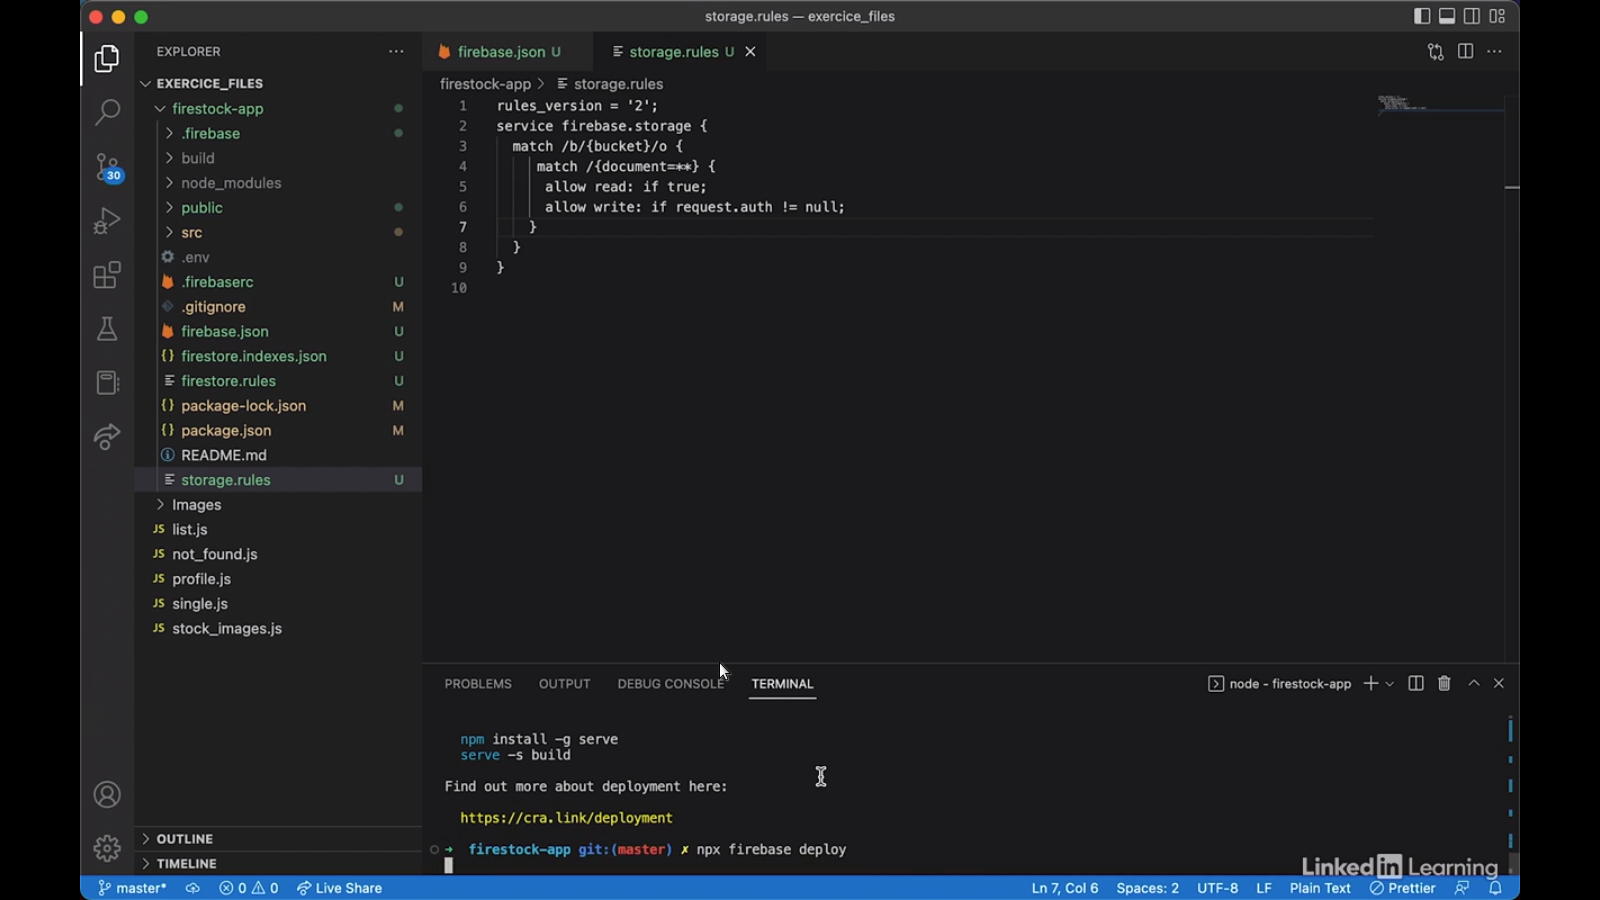 storage.rules — exercice_files
EXPLORER
EXERCICE_FILES
firestock-app
.firebase
build
node_modules
public
src
.env
.firebaserc U
.gitignore M
firebase.json U
firestore.indexes.json U
firestore.rules U
package-lock.json M
package.json M
README.md
storage.rules U
Images
JS list.js
JS not_found.js
JS profile.js
JS single.js
JS stock_images.js
OUTLINE
TIMELINE
30
firebase.json U
storage.rules U
firestock-app > storage.rules
1 rules_version = '2';
2 service firebase.storage {
3 match /b/{bucket}/o {
4 match /{document=**} {
5 allow read: if true;
6 allow write: if request.auth != null;
7 }
8 }
9 }
10
PROBLEMS OUTPUT DEBUG CONSOLE TERMINAL
node - firestock-app
npm install -g serve
serve -s build
Find out more about deployment here:
https://cra.link/deployment
→ firestock-app git:(master) ✗ npx firebase deploy
LinkedIn Learning
master* 0 0 Live Share
Ln 7, Col 6 Spaces: 2 UTF-8 LF Plain Text Prettier